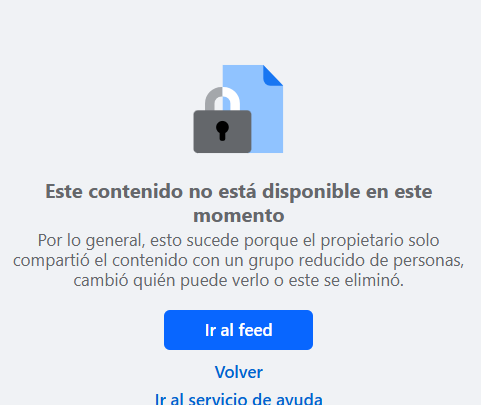 Este contenido no está disponible en este
momento
Por lo general, esto sucede porque el propietario solo
compartió el contenido con un grupo reducido de personas,
cambió quién puede verlo o este se eliminó.
Ir al feed
Volver
Ir al servicio de ayuda